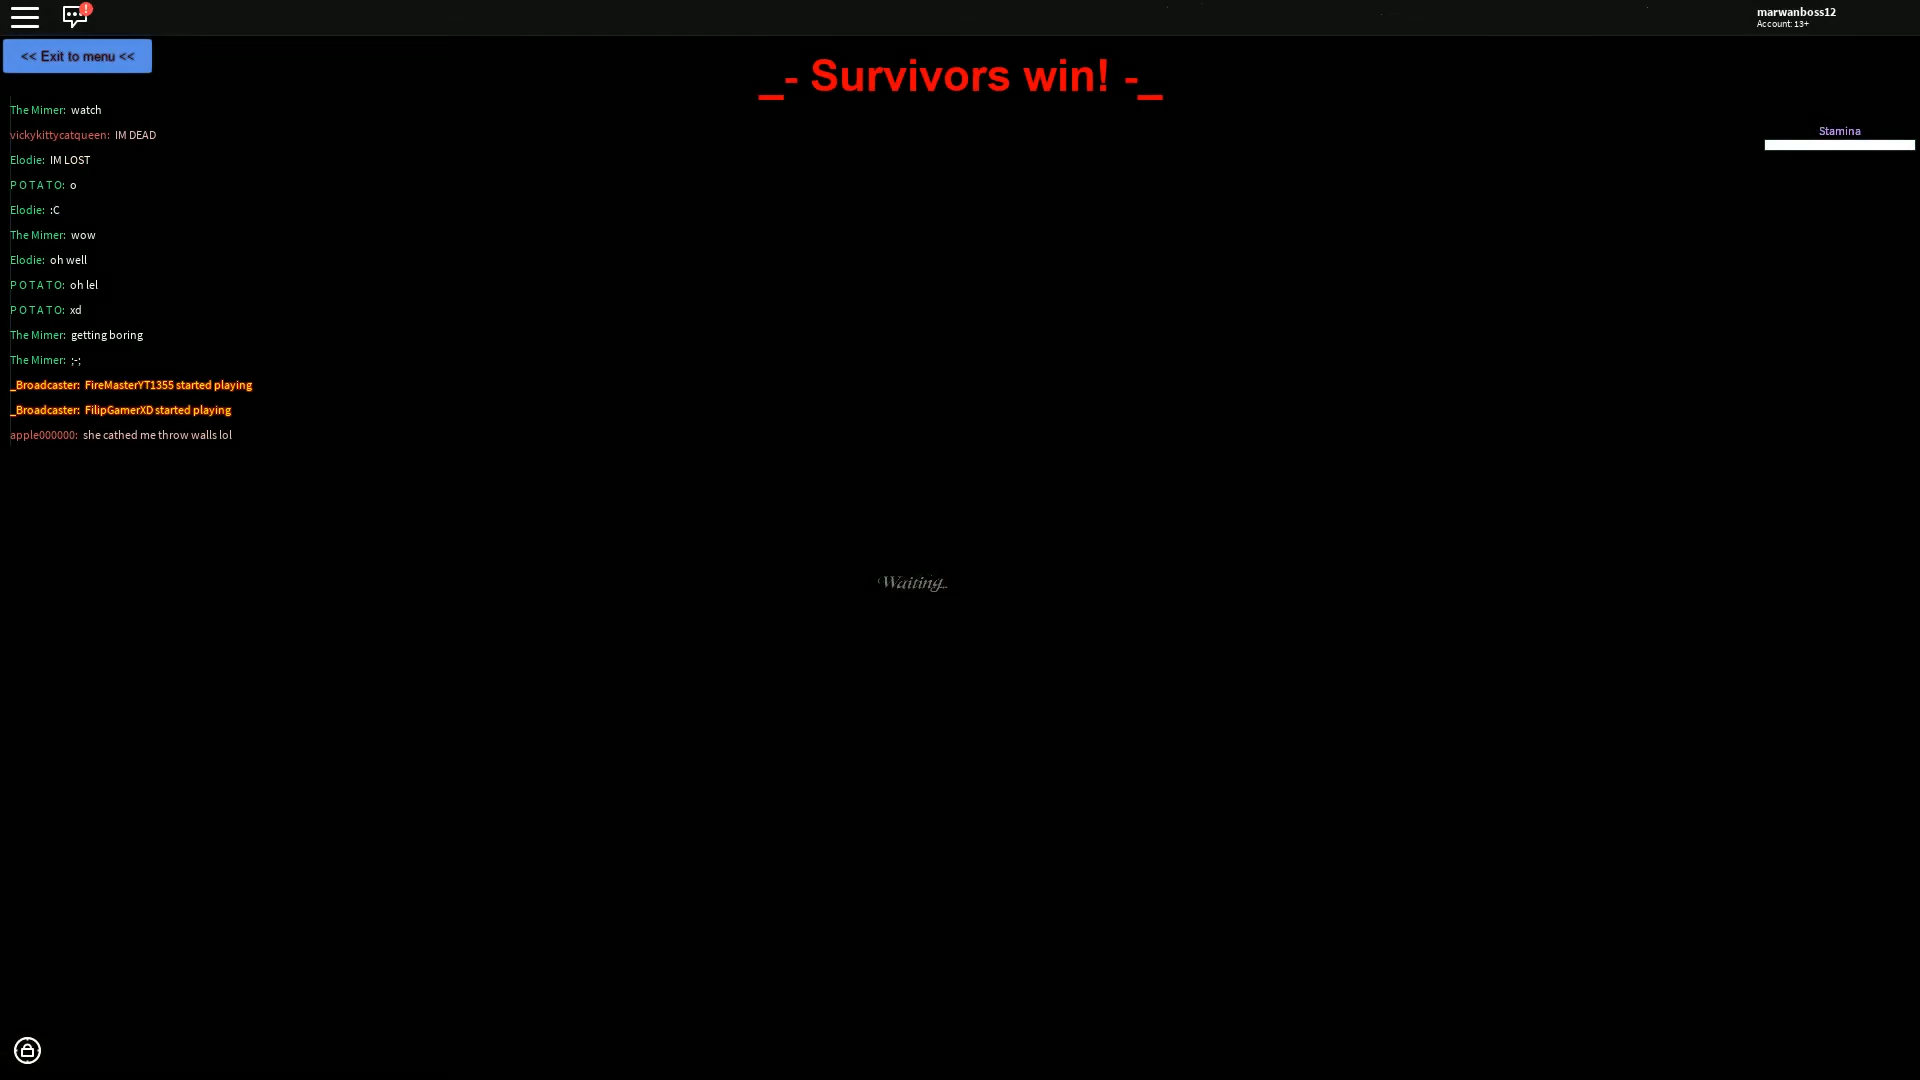 marwanboss12
Account: 13+
<< Exit to menu <<
_- Survivors win! -_
The Mimer: watch
Stamina
vickykittycatqueen: IM DEAD
Elodie: IM LOST
P O T A T O: o
Elodie: :C
The Mimer: wow
Elodie: oh well
P O T A T O: oh lel
P O T A T O: xd
The Mimer: getting boring
The Mimer: ;-;
_Broadcaster: FireMasterYT1355 started playing
_Broadcaster: FilipGamerXD started playing
apple000000: she cathed me throw walls lol
Waiting...